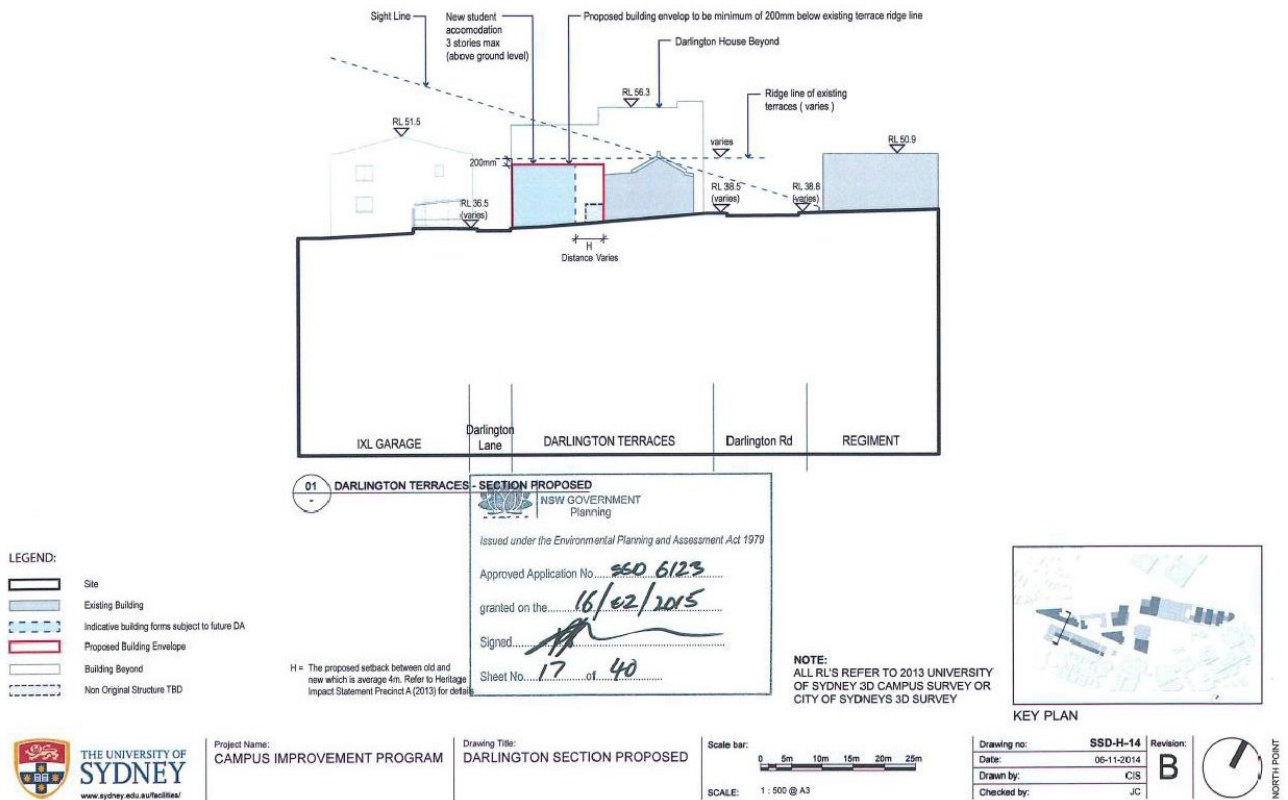 Sight Line
New student
accomodation
3 stories max
(above ground level)
Proposed building envelop to be minimum of 200mm below existing terrace ridge line
Darlington House Beyond
Ridge line of existing
terraces ( varies )
RL 56.3
RL 51.5
varies
RL 50.9
200mm
RL 36.5
(varies)
RL 38.5
(varies)
RL 38.8
(varies)
H
Distance Varies
IXL GARAGE
Darlington
Lane
DARLINGTON TERRACES
Darlington Rd
REGIMENT
01
-
DARLINGTON TERRACES - SECTION PROPOSED
NSW GOVERNMENT
Planning
Issued under the Environmental Planning and Assessment Act 1979
Approved Application No SSD 6123
granted on the 16/02/2015
Signed
Sheet No. 17 of 40
LEGEND:
Site
Existing Building
Indicative building forms subject to future DA
Proposed Building Envelope
Building Beyond
Non Original Structure TBD
H = The proposed setback between old and
new which is average 4m. Refer to Heritage
Impact Statement Precinct A (2013) for details
NOTE:
ALL RL'S REFER TO 2013 UNIVERSITY
OF SYDNEY 3D CAMPUS SURVEY OR
CITY OF SYDNEYS 3D SURVEY
KEY PLAN
THE UNIVERSITY OF
SYDNEY
www.sydney.edu.au/facilities/
Project Name:
CAMPUS IMPROVEMENT PROGRAM
Drawing Title:
DARLINGTON SECTION PROPOSED
Scale bar:
0 5m 10m 15m 20m 25m
SCALE: 1 : 500 @ A3
Drawing no: SSD-H-14
Date: 06-11-2014
Drawn by: CIS
Checked by: JC
Revision:
B
NORTH POINT